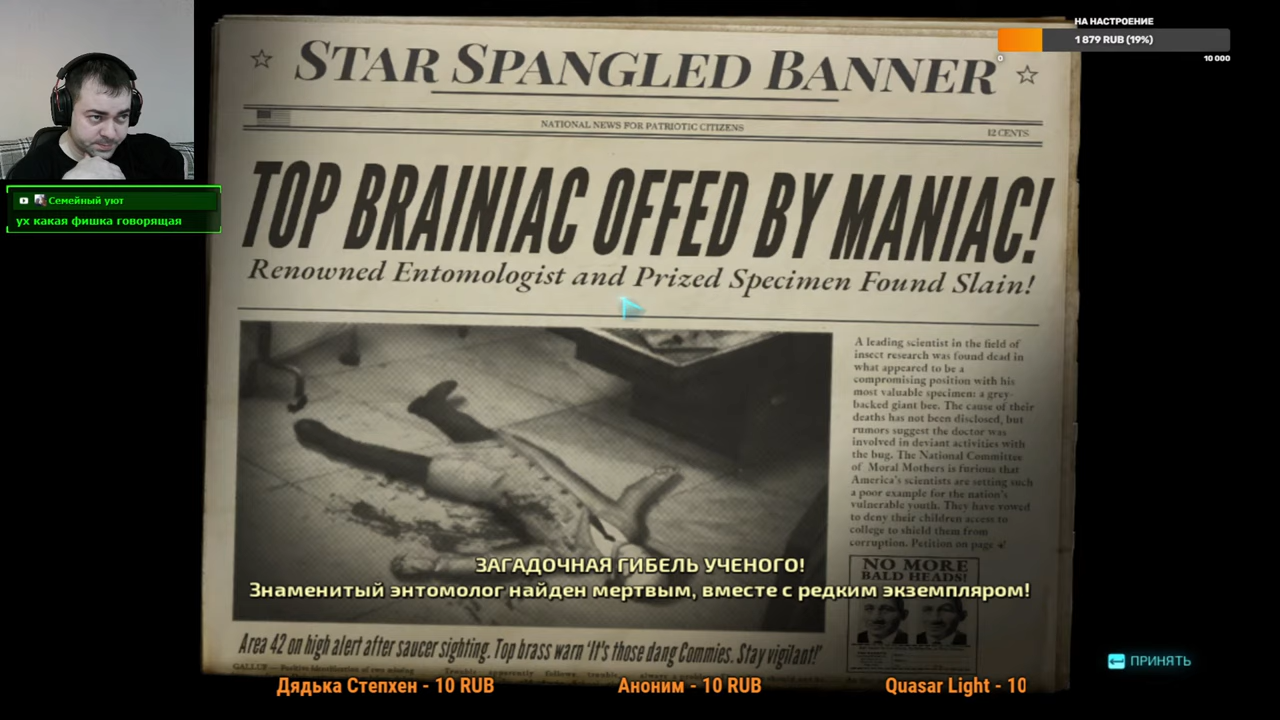 НА НАСТРОЕНИЕ
1 879 RUB (19%)
0
10 000
Семейный уют
ух какая фишка говорящая
STAR SPANGLED BANNER
NATIONAL NEWS FOR PATRIOTIC CITIZENS
12 CENTS
TOP BRAINIAC OFFED BY MANIAC!
Renowned Entomologist and Prized Specimen Found Slain!
A leading scientist in the field of
insect research was found dead in
what appeared to be a
compromising position with his
most valuable specimen: a grey-
backed giant bee. The cause of their
deaths has not been disclosed, but
rumors suggest the doctor was
involved in deviant activities with
the bug. The National Committee
of Moral Mothers is furious that
America's scientists are setting such
a poor example for the nation's
vulnerable youth. They have vowed
to deny their children access to
college to shield them from
corruption. Petition on page
NO MORE
BALD HEADS!
ЗАГАДОЧНАЯ ГИБЕЛЬ УЧЕНОГО!
Знаменитый энтомолог найден мертвым, вместе с редким экземпляром!
Area 42 on high alert after saucer sighting. Top brass warn 'It's those dang Commies. Stay vigilant!'
ПРИНЯТЬ
Дядька Степхен - 10 RUB
Аноним - 10 RUB
Quasar Light - 10